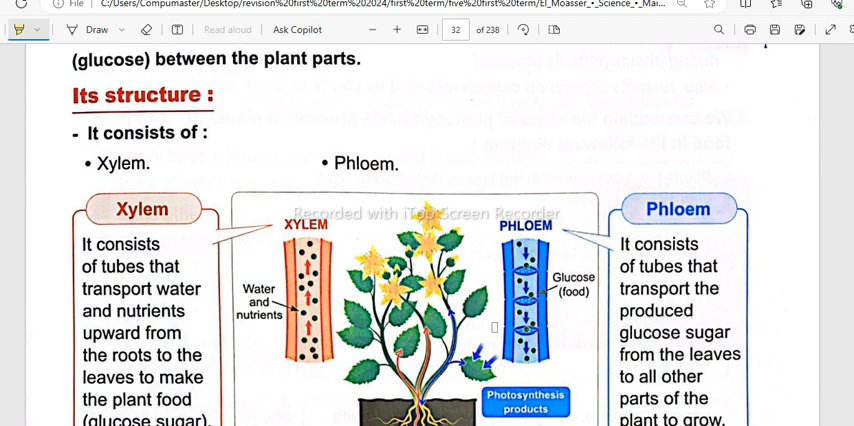 File
C:/Users/Compumaster/Desktop/revision%20first%20term%202024/first%20term/five%20first%20term/El_Moasser_•_Science_•_Mai...
Draw
Read aloud
Ask Copilot
32
of 238
(glucose) between the plant parts.
Its structure :
- It consists of :
• Xylem.
• Phloem.
Recorded with iTop Screen Recorder
Xylem
It consists
of tubes that
transport water
and nutrients
upward from
the roots to the
leaves to make
the plant food
(glucose sugar).
XYLEM
Water
and
nutrients
PHLOEM
Glucose
(food)
Photosynthesis
products
Phloem
It consists
of tubes that
transport the
produced
glucose sugar
from the leaves
to all other
parts of the
plant to grow.